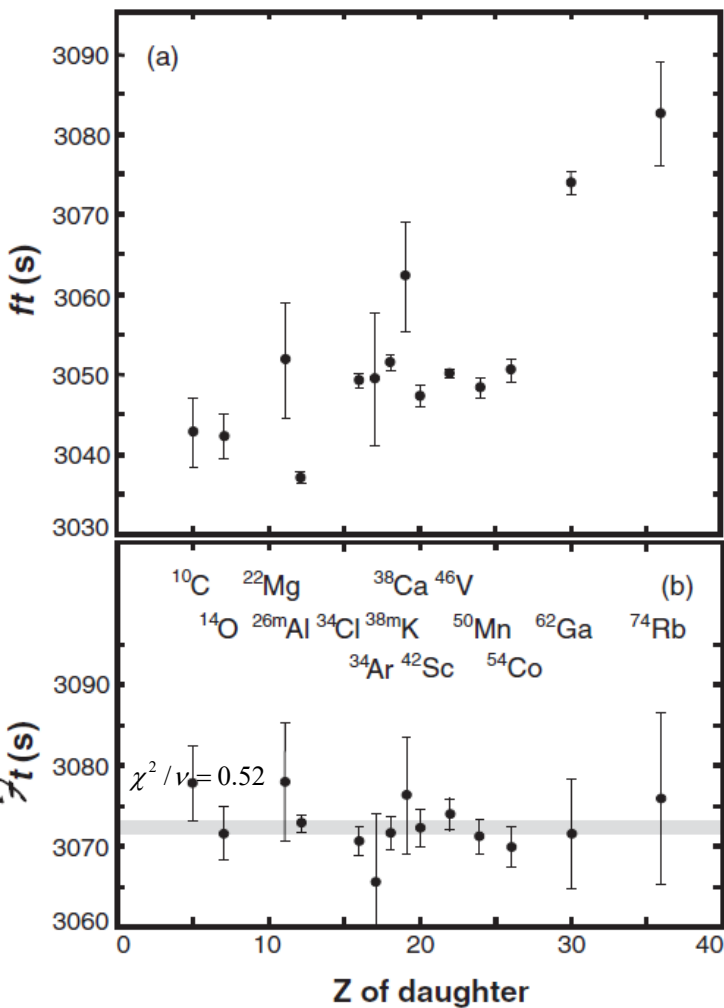 (a)
3090
3080
3070
3060
3050
3040
3030
ft (s)
(b)
¹⁰C ²²Mg ³⁸Ca ⁴⁶V
¹⁴O ²⁶ᵐAl ³⁴Cl ³⁸ᵐK ⁵⁰Mn ⁶²Ga ⁷⁴Rb
³⁴Ar ⁴²Sc ⁵⁴Co
3090
3080
3070
3060
ℱt (s)
χ² / ν = 0.52
0 10 20 30 40
Z of daughter